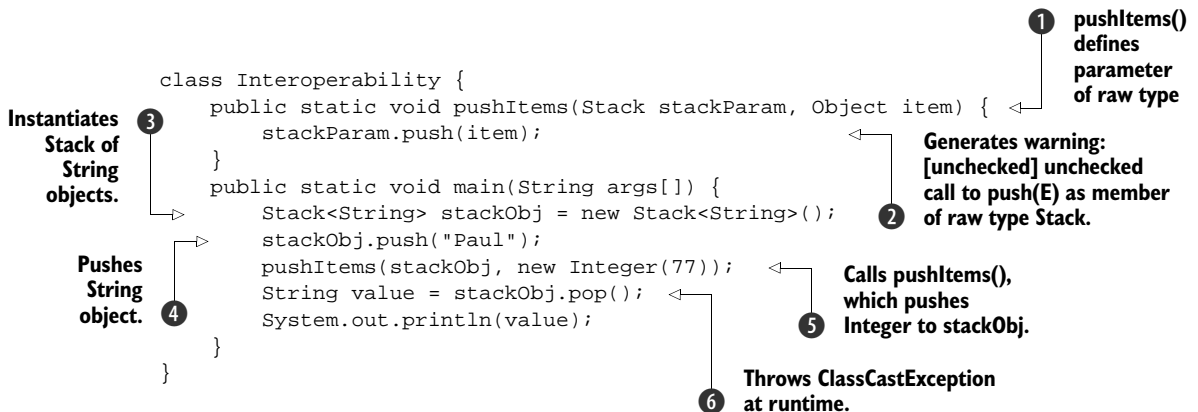 1 pushItems()
defines
parameter
of raw type
class Interoperability {
public static void pushItems(Stack stackParam, Object item) {
stackParam.push(item);
}
public static void main(String args[]) {
Stack<String> stackObj = new Stack<String>();
stackObj.push("Paul");
pushItems(stackObj, new Integer(77));
String value = stackObj.pop();
System.out.println(value);
}
}
Generates warning:
[unchecked] unchecked
call to push(E) as member
2 of raw type Stack.
Instantiates 3
Stack of
String
objects.
Pushes
String
object. 4
Calls pushItems(),
which pushes
5 Integer to stackObj.
Throws ClassCastException
6 at runtime.